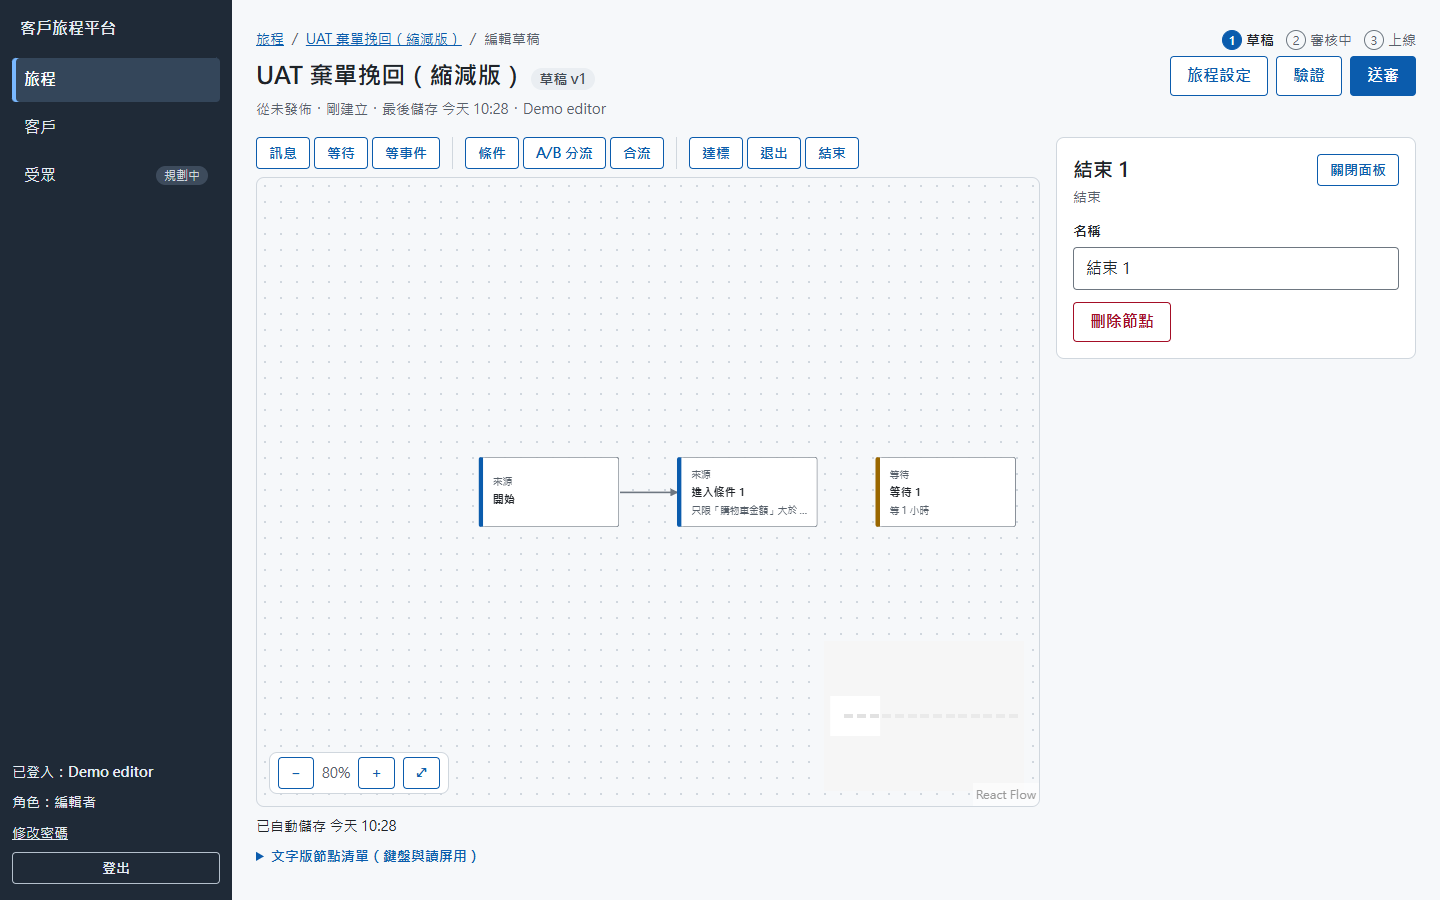 客戶旅程平台
旅程
客戶
受眾 規劃中
已登入：Demo editor
角色：編輯者
修改密碼
登出
旅程 / UAT 棄單挽回（縮減版） / 編輯草稿
UAT 棄單挽回（縮減版） 草稿 v1
從未發佈 · 剛建立 · 最後儲存 今天 10:28 · Demo editor
1 草稿 2 審核中 3 上線
旅程設定 驗證 送審
訊息 等待 等事件 條件 A/B 分流 合流 達標 退出 結束
來源
開始
來源
進入條件 1
只限「購物車金額」大於 ...
等待
等待 1
等 1 小時
− 80% + ⤢
React Flow
已自動儲存 今天 10:28
▶ 文字版節點清單（鍵盤與讀屏用）
結束 1 關閉面板
結束
名稱
結束 1
刪除節點